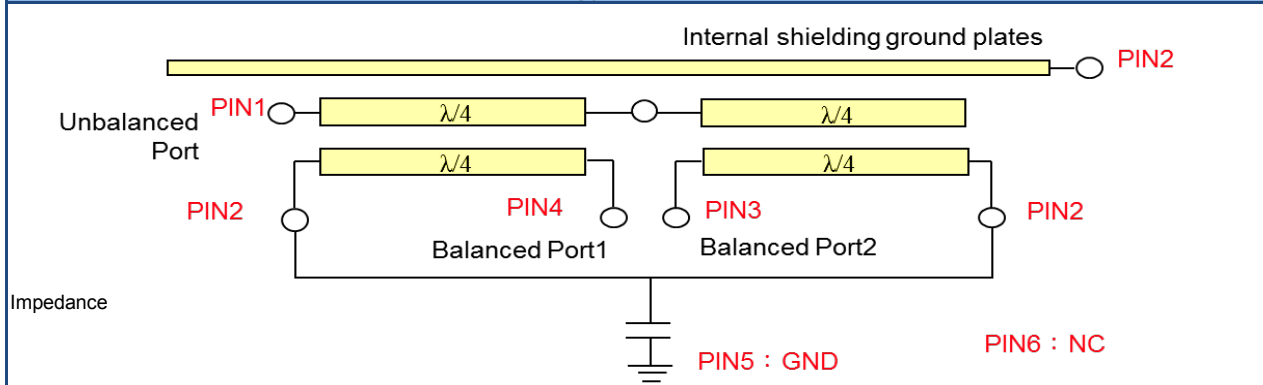 Internal shielding ground plates
PIN2
Unbalanced
Port
PIN1
λ/4
λ/4
λ/4
λ/4
PIN2
PIN4
PIN3
PIN2
Balanced Port1
Balanced Port2
Impedance
PIN5：GND
PIN6：NC